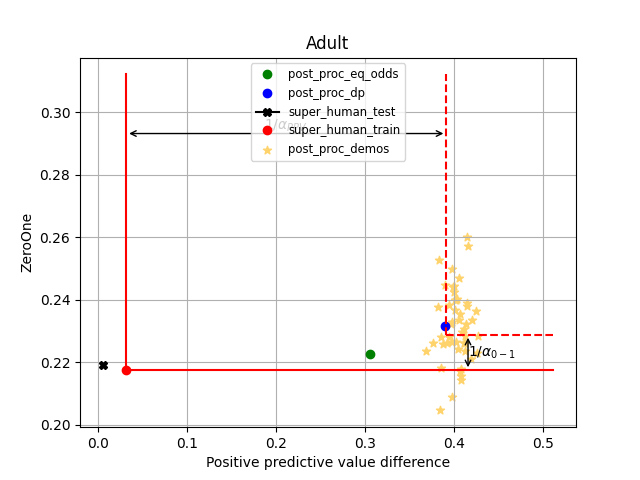 Adult
post_proc_eq_odds
post_proc_dp
super_human_test
super_human_train
post_proc_demos
ZeroOne
0.30
0.28
0.26
0.24
0.22
0.20
1/α₀₋₁
0.0 0.1 0.2 0.3 0.4 0.5
Positive predictive value difference